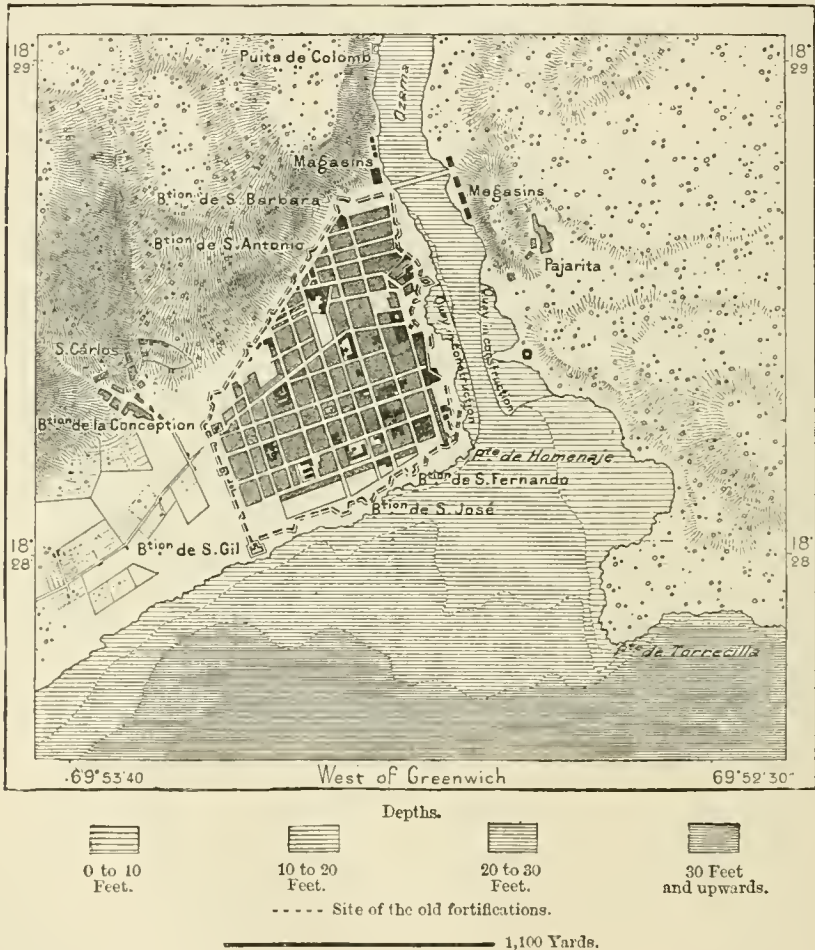 18°
29'
Puita de Colomb
Ozama
18°
29'
Magasins
Magasins
Btion de S. Barbara
Btion de S. Antonio
Pajarita
Quay in construction
Quay in construction
S. Cárlos
Btion de la Conception
Pte de Homenaje
Btion de S. Fernando
Btion de S. José
Btion de S. Gil
18°
28'
18°
28'
Pte de Torrecilla
69°53'40
West of Greenwich
69°52'30"
Depths.
0 to 10
Feet.
10 to 20
Feet.
20 to 30
Feet.
30 Feet
and upwards.
Site of the old fortifications.
1,100 Yards.